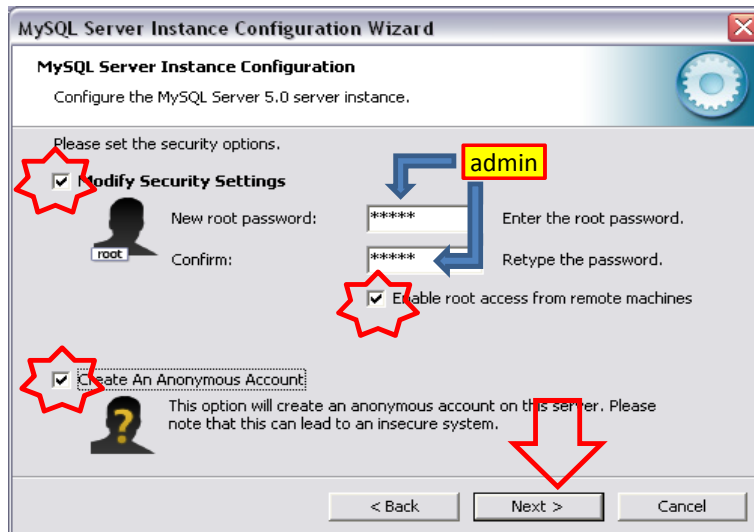 MySQL Server Instance Configuration Wizard
MySQL Server Instance Configuration
Configure the MySQL Server 5.0 server instance.
Please set the security options.
admin
Modify Security Settings
New root password: ***** Enter the root password.
root
Confirm: ***** Retype the password.
Enable root access from remote machines
Create An Anonymous Account
This option will create an anonymous account on this server. Please
note that this can lead to an insecure system.
?
< Back Next > Cancel